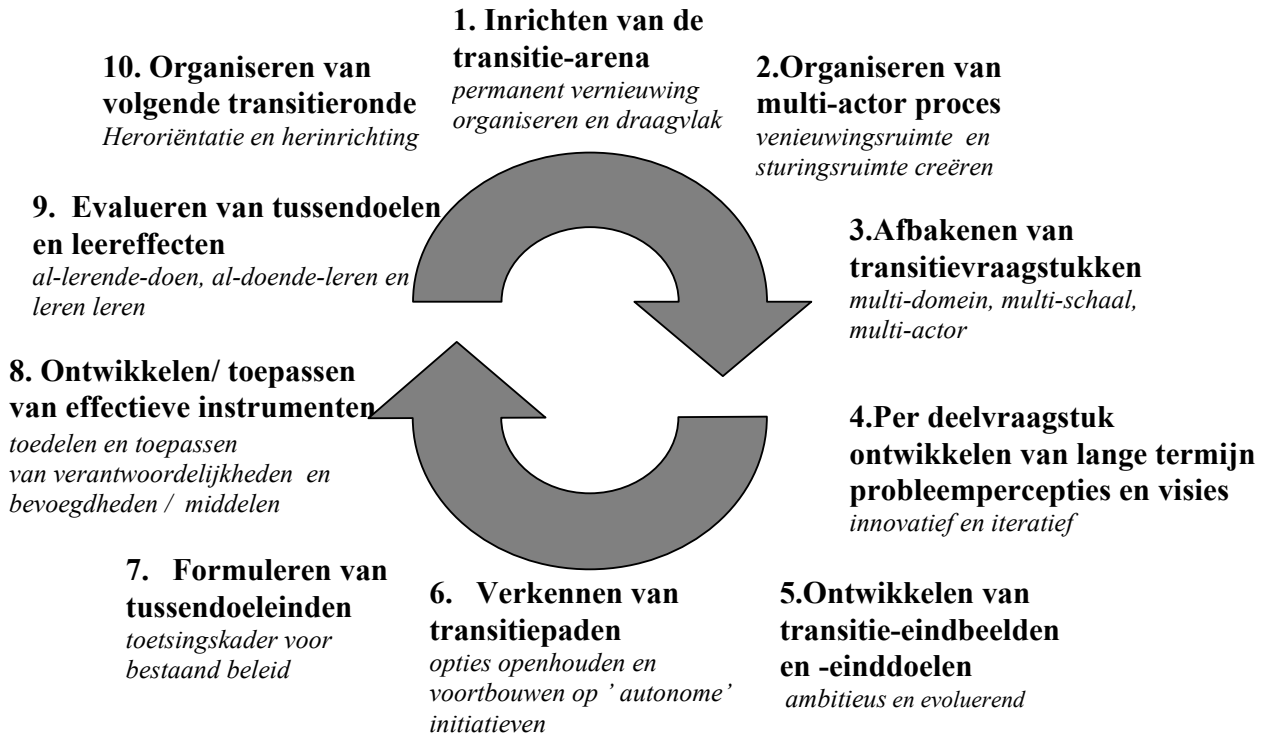 1. Inrichten van de
transitie-arena
permanent vernieuwing
organiseren en draagvlak
2.Organiseren van
multi-actor proces
venieuwingsruimte en
sturingsruimte creëren
3.Afbakenen van
transitievraagstukken
multi-domein, multi-schaal,
multi-actor
4.Per deelvraagstuk
ontwikkelen van lange termijn
probleempercepties en visies
innovatief en iteratief
5.Ontwikkelen van
transitie-eindbeelden
en -einddoelen
ambitieus en evoluerend
6. Verkennen van
transitiepaden
opties openhouden en
voortbouwen op ’ autonome’
initiatieven
7. Formuleren van
tussendoeleinden
toetsingskader voor
bestaand beleid
8. Ontwikkelen/ toepassen
van effectieve instrumenten
toedelen en toepassen
van verantwoordelijkheden en
bevoegdheden / middelen
9. Evalueren van tussendoelen
en leereffecten
al-lerende-doen, al-doende-leren en
leren leren
10. Organiseren van
volgende transitieronde
Heroriëntatie en herinrichting